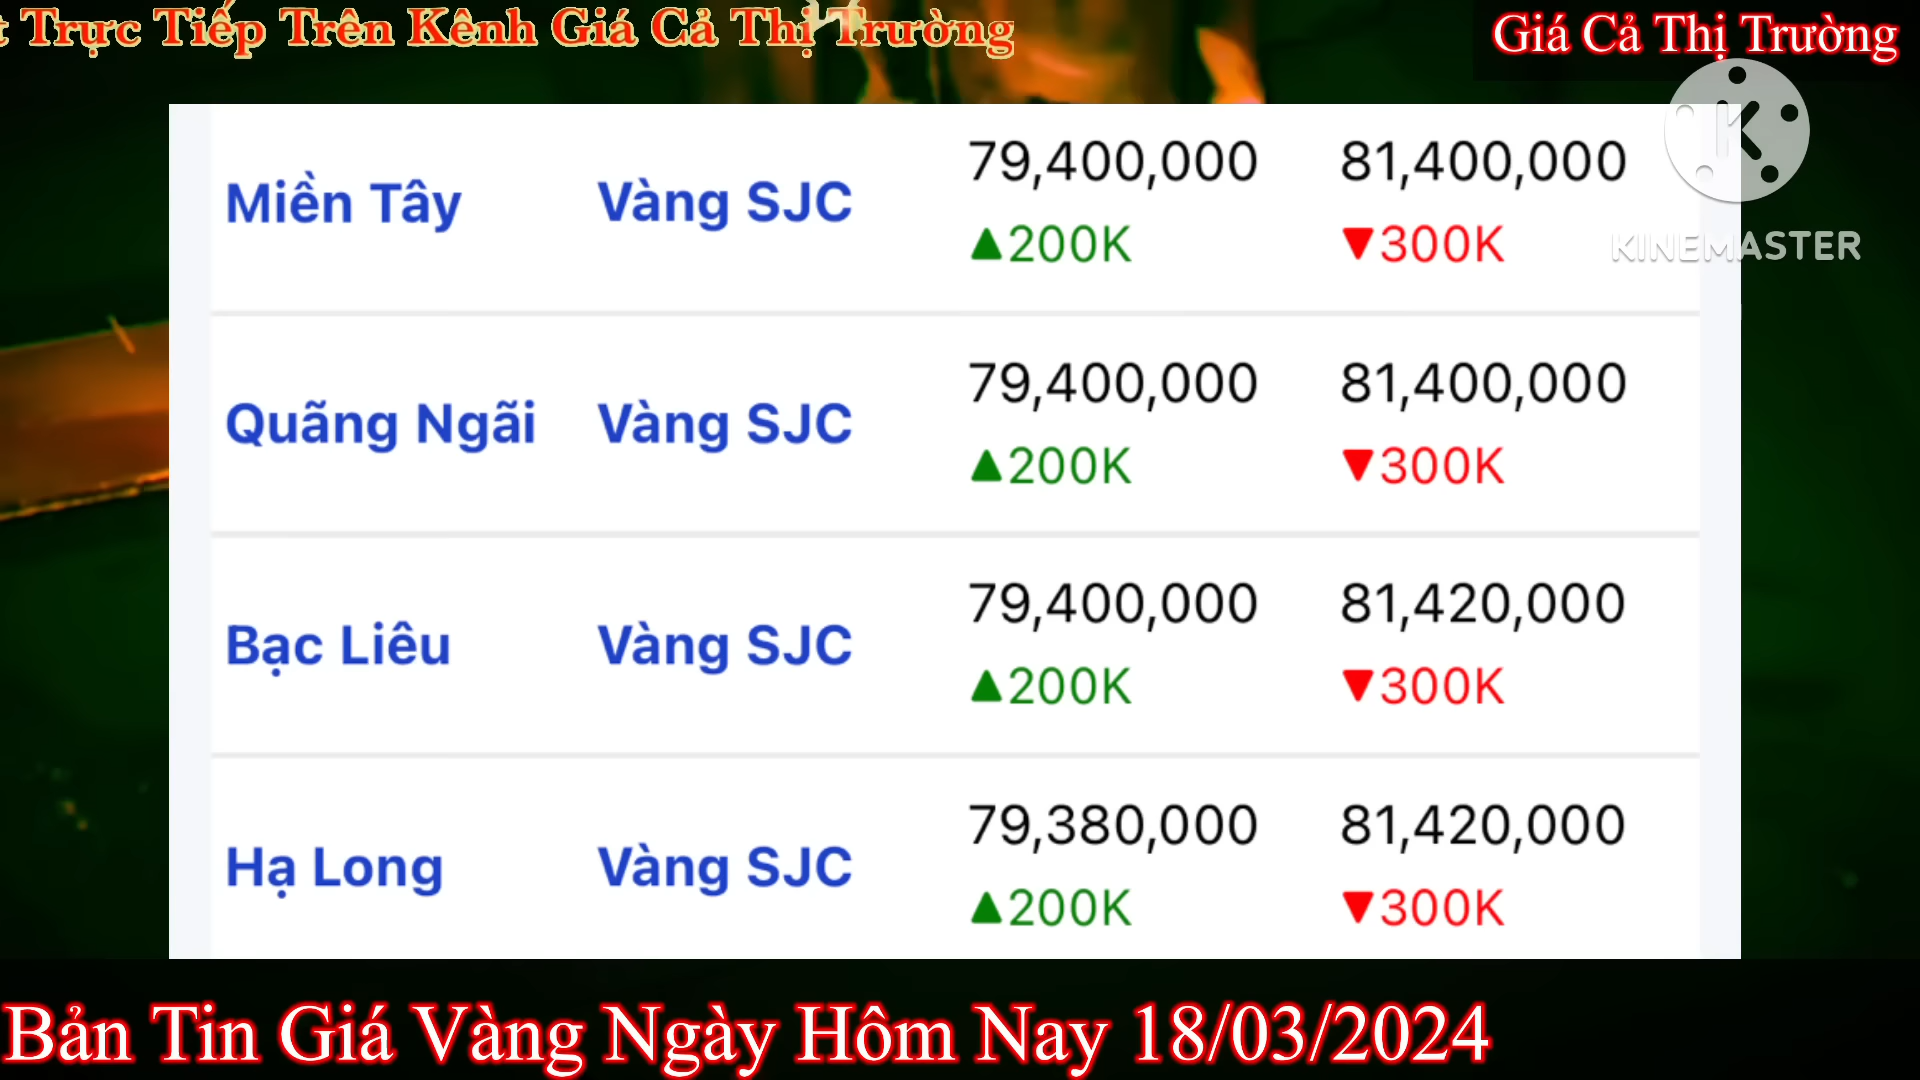 Trực Tiếp Trên Kênh Giá Cả Thị Trường
Giá Cả Thị Trường
KINEMASTER
Miền Tây Vàng SJC 79,400,000 81,400,000
▲200K ▼300K
Quãng Ngãi Vàng SJC 79,400,000 81,400,000
▲200K ▼300K
Bạc Liêu Vàng SJC 79,400,000 81,420,000
▲200K ▼300K
Hạ Long Vàng SJC 79,380,000 81,420,000
▲200K ▼300K
Bản Tin Giá Vàng Ngày Hôm Nay 18/03/2024